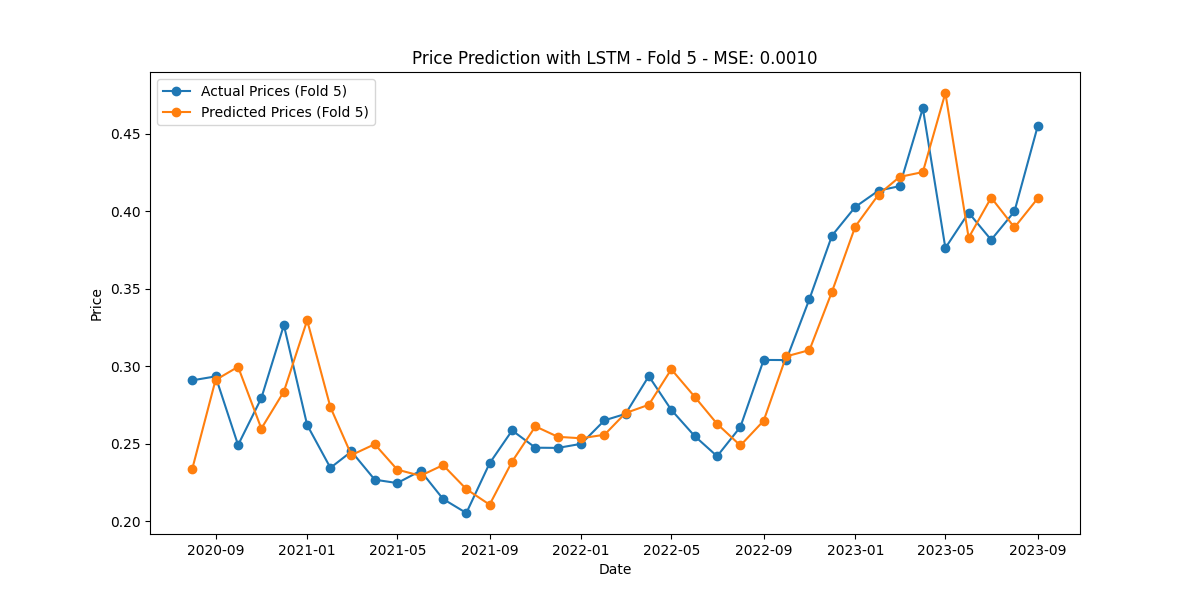 Price Prediction with LSTM - Fold 5 - MSE: 0.0010
Actual Prices (Fold 5)
Predicted Prices (Fold 5)
Price
0.45
0.40
0.35
0.30
0.25
0.20
2020-09 2021-01 2021-05 2021-09 2022-01 2022-05 2022-09 2023-01 2023-05 2023-09
Date